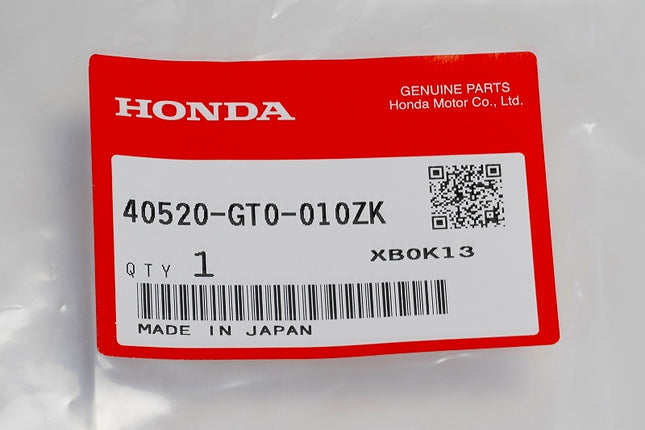 HONDA
GENUINE PARTS
Honda Motor Co., Ltd.
40520-GT0-010ZK
XB0K13
QTY 1
MADE IN JAPAN